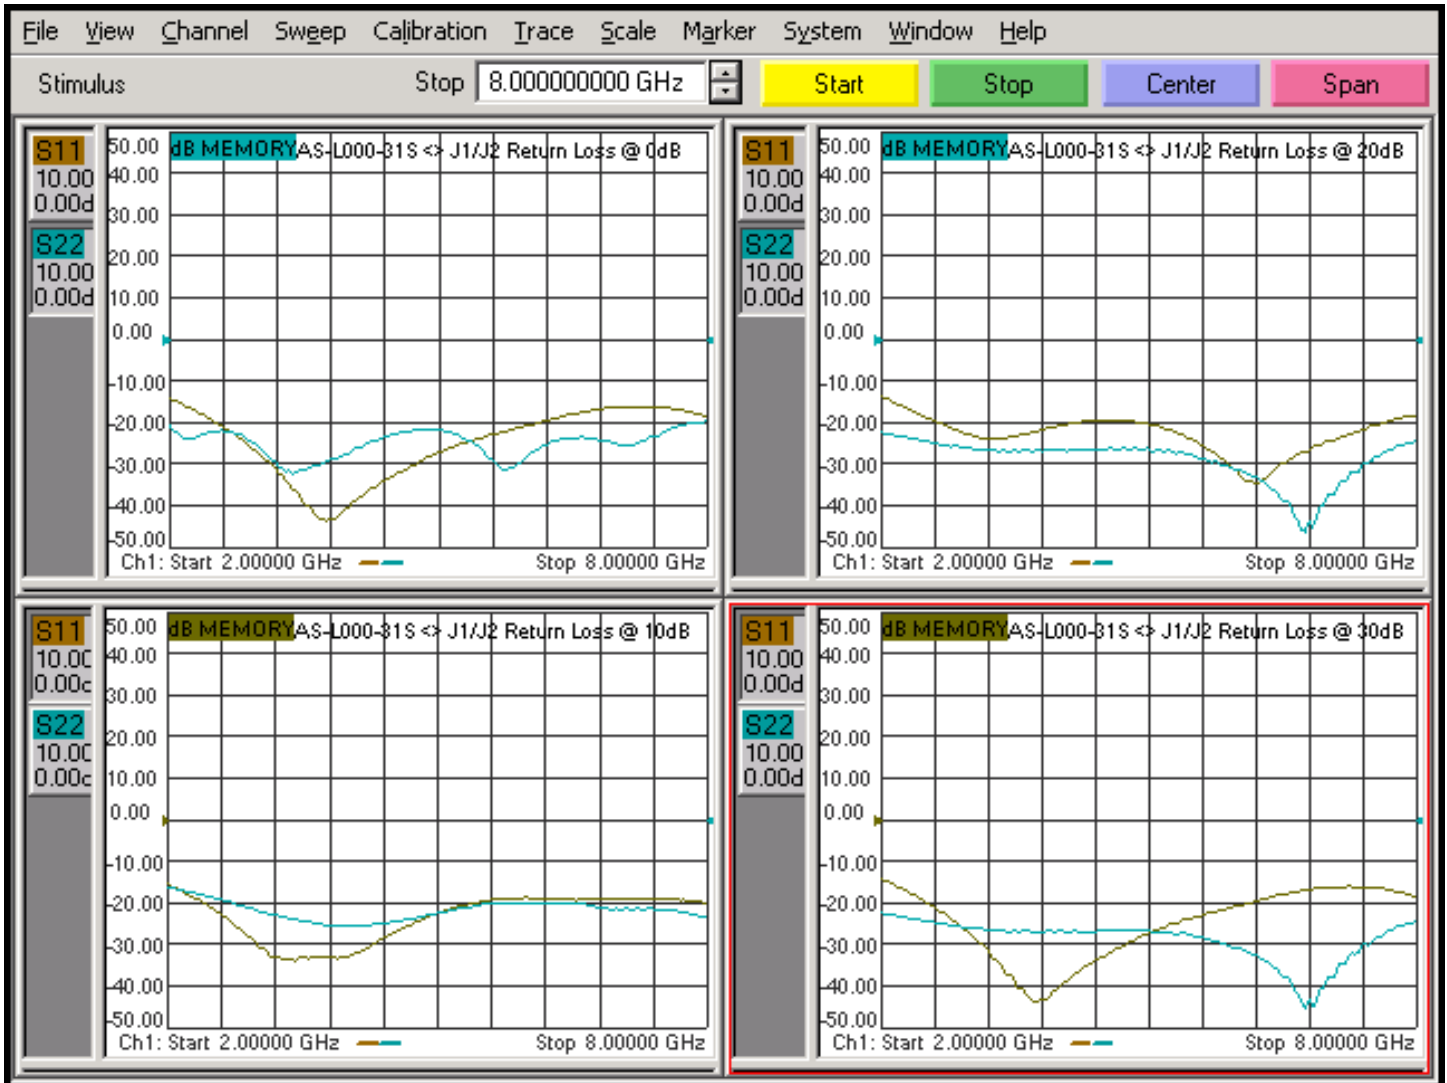 File View Channel Sweep Calibration Trace Scale Marker System Window Help
Stimulus Stop 8.000000000 GHz Start Stop Center Span
S11
10.00
0.00d
S22
10.00
0.00d
50.00 dB MEMORY AS-L000-31S <> J1/J2 Return Loss @ 0dB
40.00
30.00
20.00
10.00
0.00
-10.00
-20.00
-30.00
-40.00
-50.00
Ch1: Start 2.00000 GHz Stop 8.00000 GHz
S11
10.00
0.00d
S22
10.00
0.00d
50.00 dB MEMORY AS-L000-31S <> J1/J2 Return Loss @ 20dB
40.00
30.00
20.00
10.00
0.00
-10.00
-20.00
-30.00
-40.00
-50.00
Ch1: Start 2.00000 GHz Stop 8.00000 GHz
S11
10.00
0.00d
S22
10.00
0.00d
50.00 dB MEMORY AS-L000-31S <> J1/J2 Return Loss @ 10dB
40.00
30.00
20.00
10.00
0.00
-10.00
-20.00
-30.00
-40.00
-50.00
Ch1: Start 2.00000 GHz Stop 8.00000 GHz
S11
10.00
0.00d
S22
10.00
0.00d
50.00 dB MEMORY AS-L000-31S <> J1/J2 Return Loss @ 30dB
40.00
30.00
20.00
10.00
0.00
-10.00
-20.00
-30.00
-40.00
-50.00
Ch1: Start 2.00000 GHz Stop 8.00000 GHz